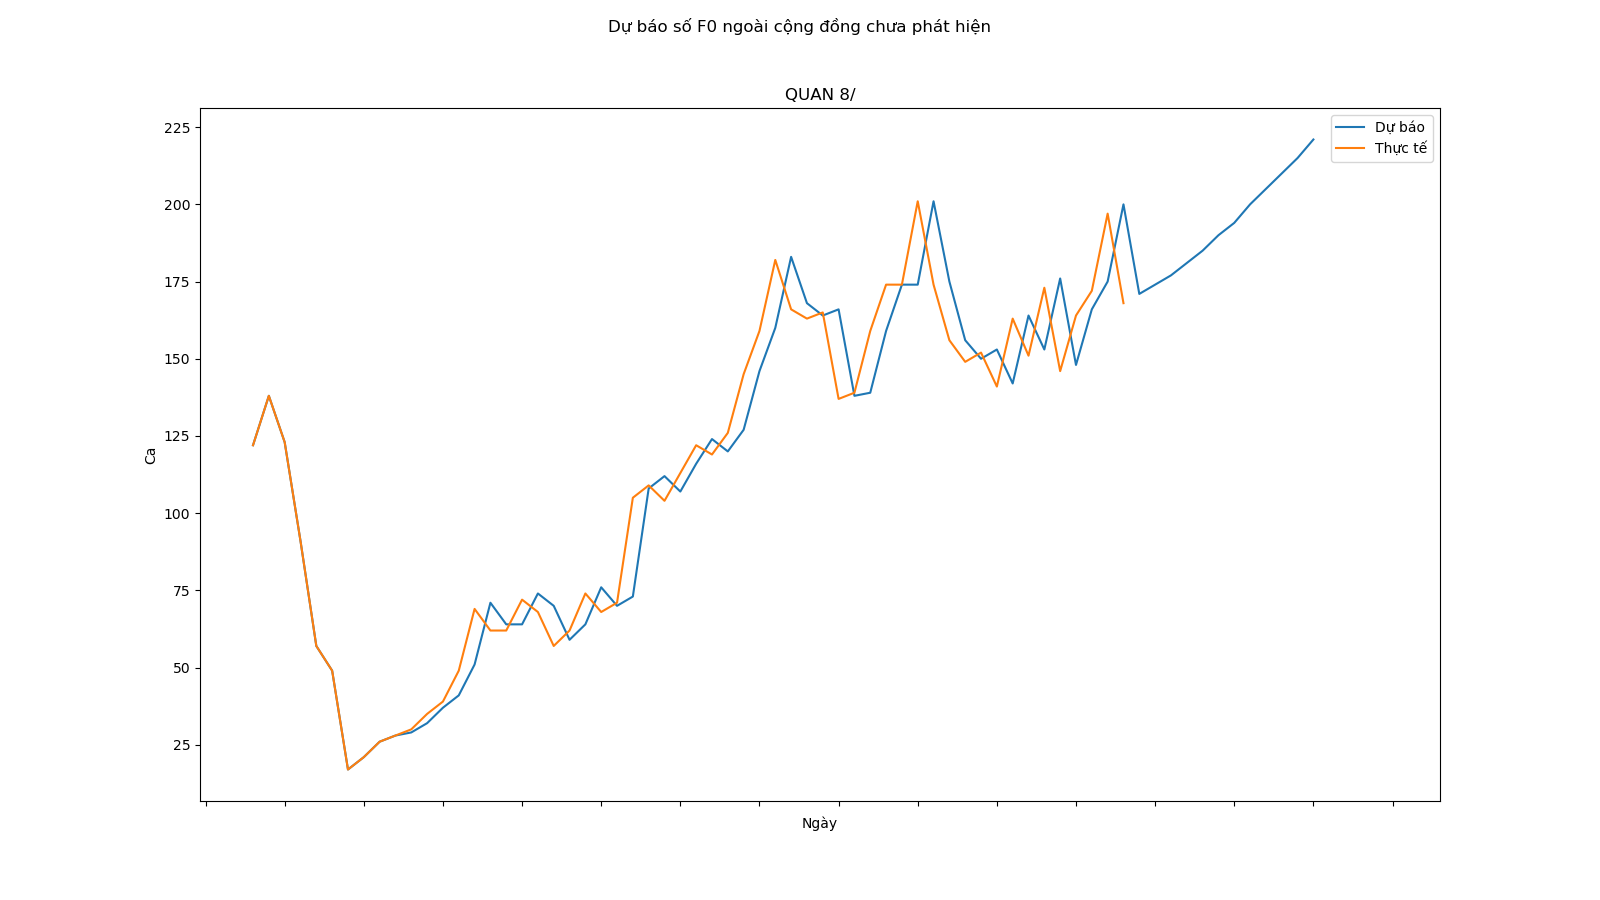 Dự báo số F0 ngoài cộng đồng chưa phát hiện
QUAN 8/
Dự báo
Thực tế
225
200
175
150
125
100
75
50
25
Ca
Ngày